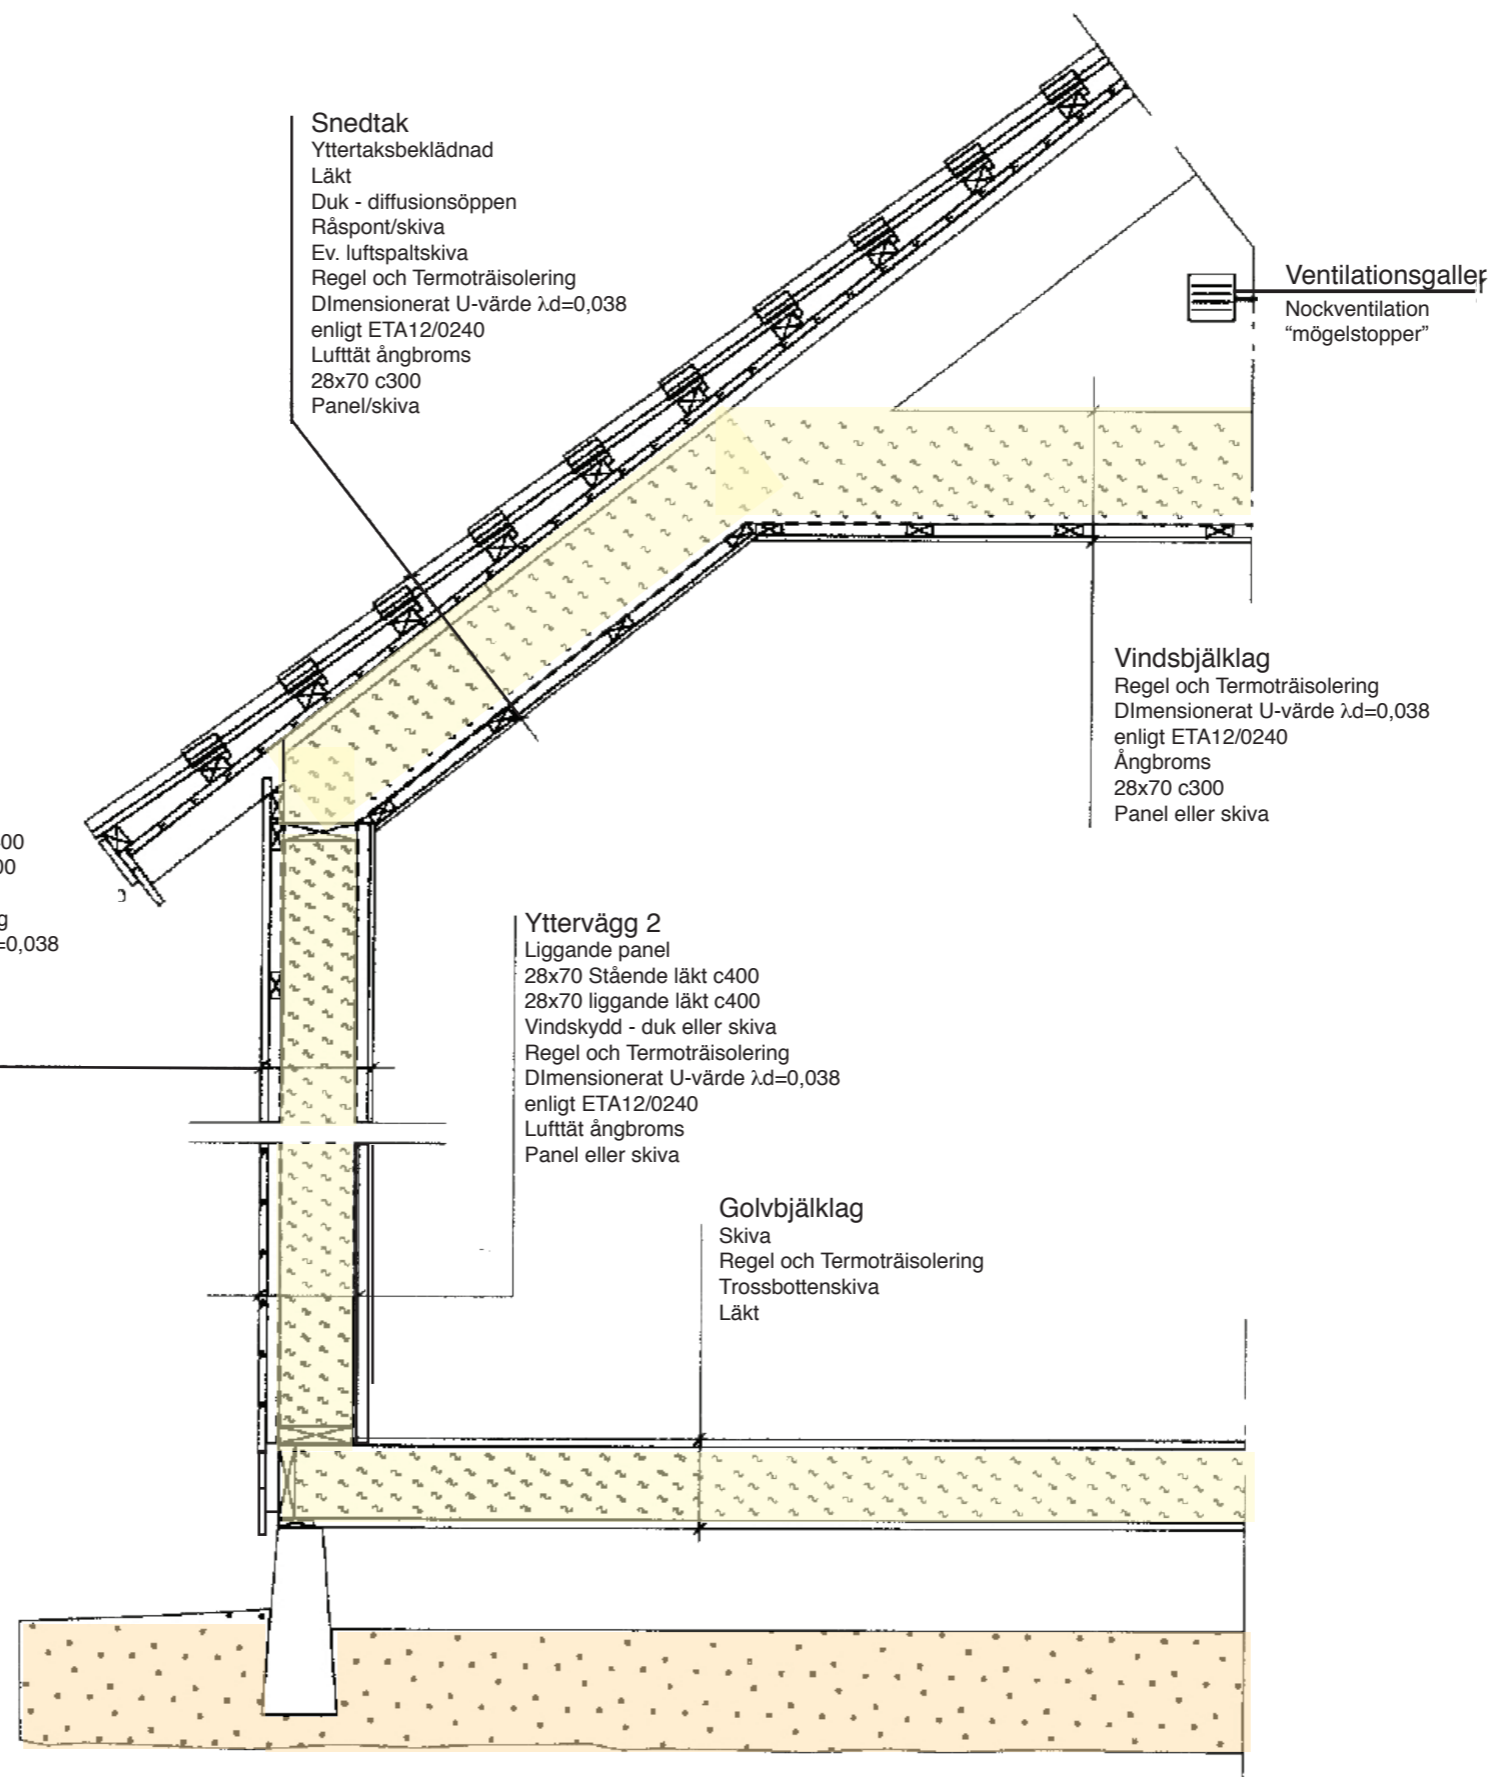 Snedtak
Yttertaksbeklädnad
Läkt
Duk - diffusionsöppen
Råspont/skiva
Ev. luftspaltskiva
Regel och Termoträisolering
DImensionerat U-värde λd=0,038
enligt ETA12/0240
Lufttät ångbroms
28x70 c300
Panel/skiva
Ventilationsgaller
Nockventilation
“mögelstopper”
Vindsbjälklag
Regel och Termoträisolering
DImensionerat U-värde λd=0,038
enligt ETA12/0240
Ångbroms
28x70 c300
Panel eller skiva
00
00
g
=0,038
Yttervägg 2
Liggande panel
28x70 Stående läkt c400
28x70 liggande läkt c400
Vindskydd - duk eller skiva
Regel och Termoträisolering
DImensionerat U-värde λd=0,038
enligt ETA12/0240
Lufttät ångbroms
Panel eller skiva
Golvbjälklag
Skiva
Regel och Termoträisolering
Trossbottenskiva
Läkt